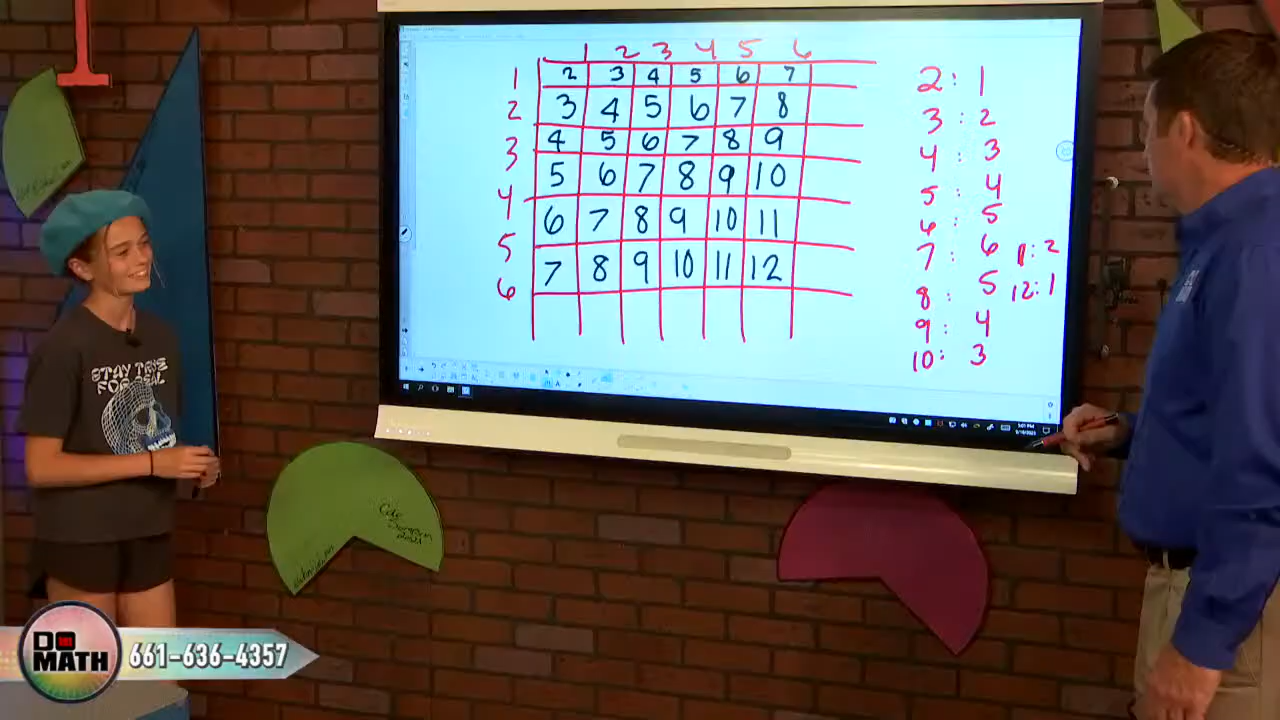 1 2 3 4 5 6
1 2 3 4 5 6 7
2 3 4 5 6 7 8
3 4 5 6 7 8 9
4 5 6 7 8 9 10
5 6 7 8 9 10 11
6 7 8 9 10 11 12
2: 1
3: 2
4: 3
5: 4
6: 5
7: 6
8: 5
9: 4
10: 3
11: 2
12: 1
STAY TRUE
FOR REAL
DO THE
MATH
661-636-4357